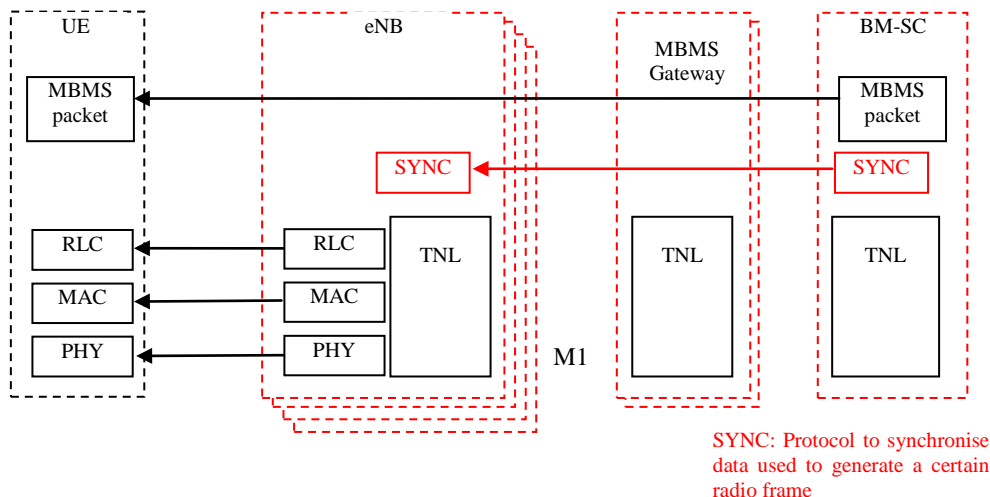 UE
eNB
MBMS
Gateway
BM-SC
MBMS
packet
MBMS
packet
SYNC
SYNC
RLC
RLC
TNL
TNL
TNL
MAC
MAC
PHY
PHY
M1
SYNC: Protocol to synchronise
data used to generate a certain
radio frame